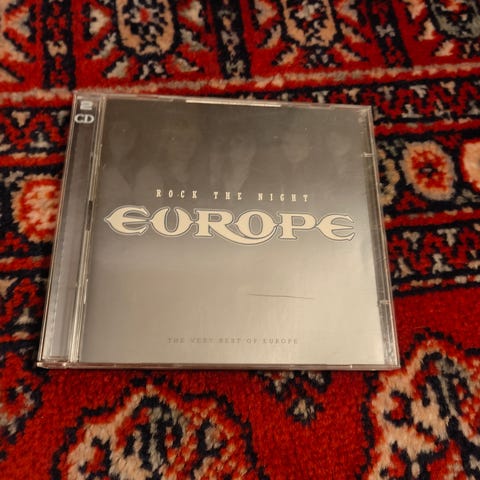 2
CD
ROCK THE NIGHT
EUROPE
THE VERY BEST OF EUROPE